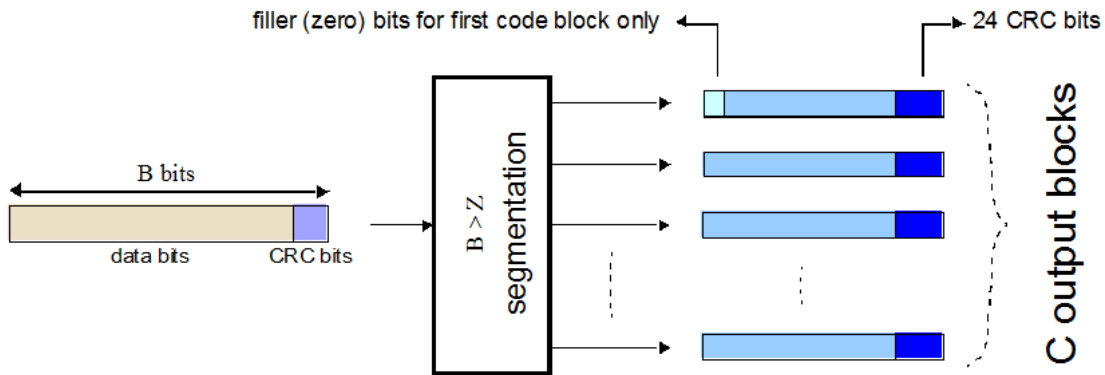 filler (zero) bits for first code block only
24 CRC bits
B bits
data bits
CRC bits
B > Z
segmentation
C output blocks